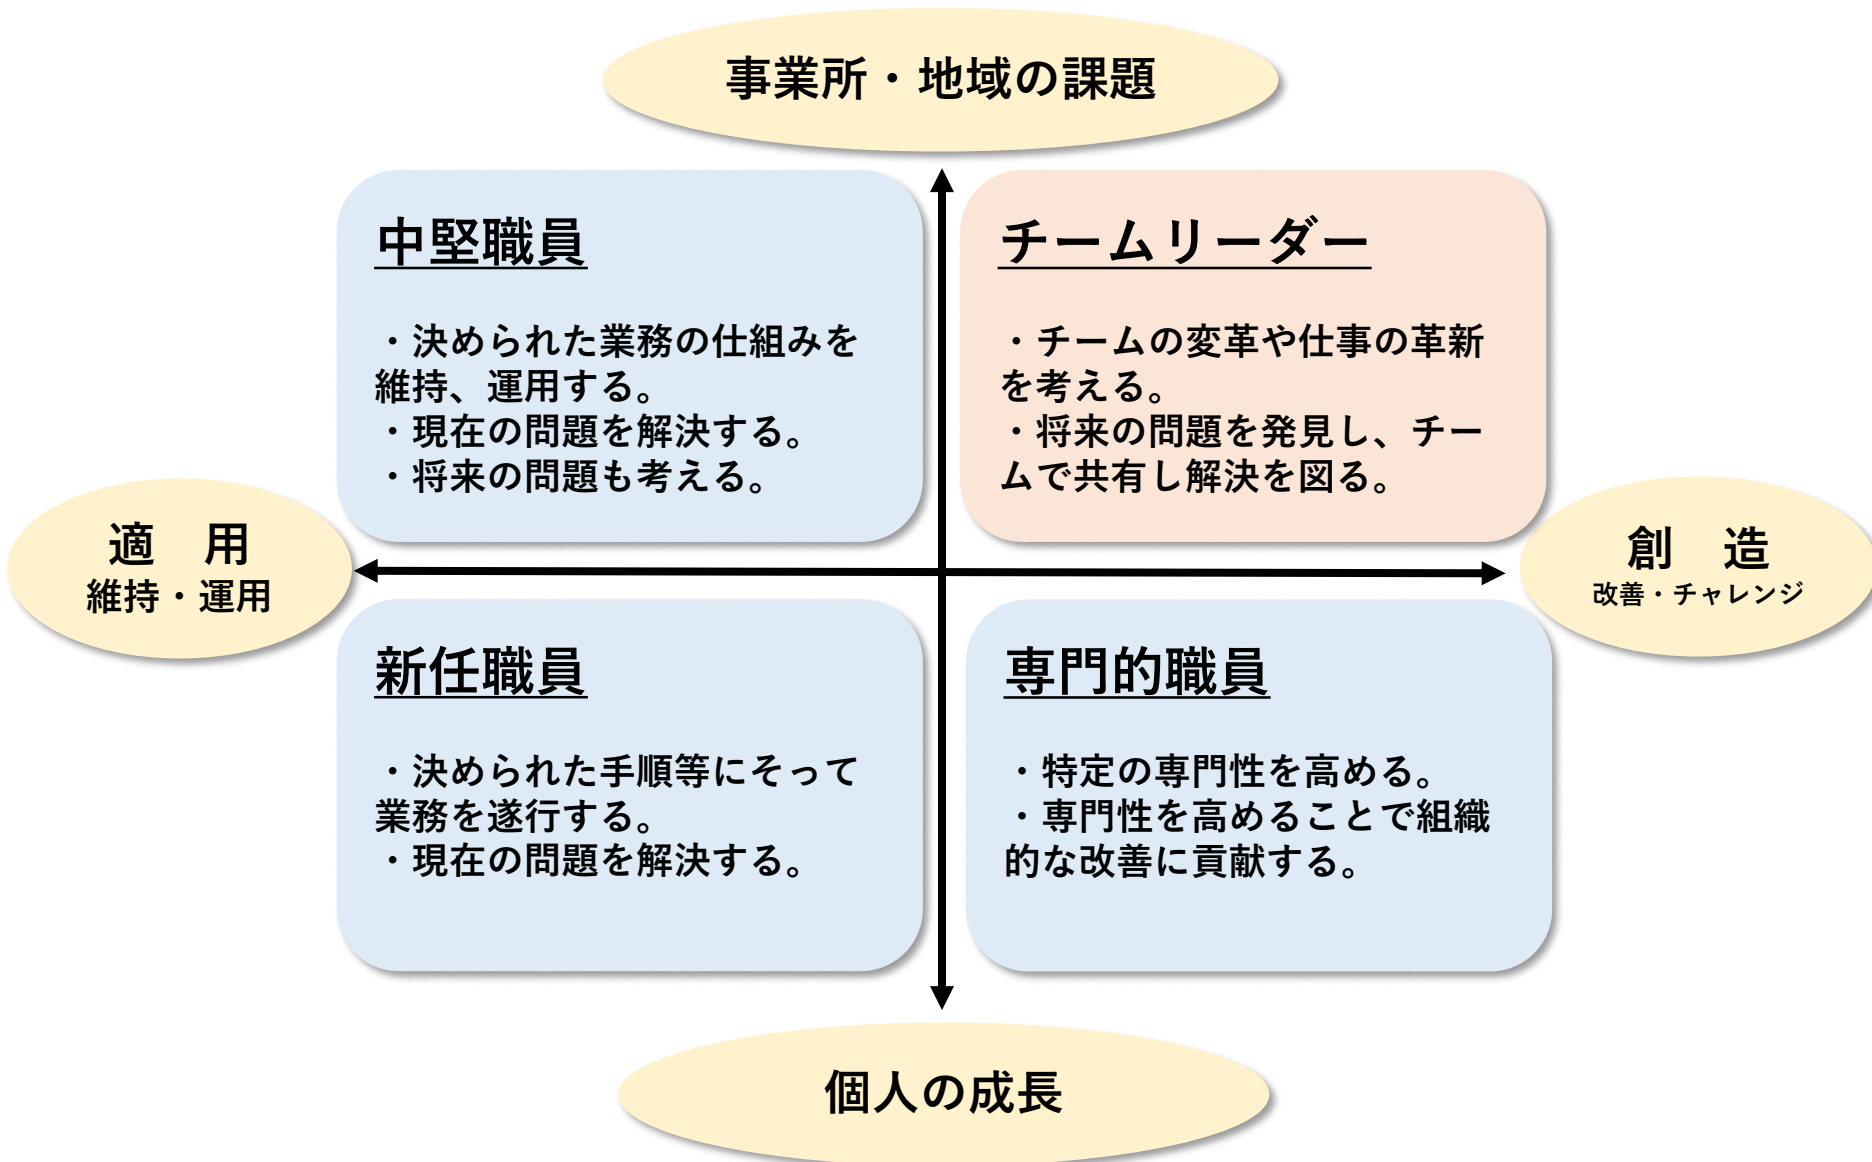 事業所・地域の課題
中堅職員
・決められた業務の仕組みを
維持、運用する。
・現在の問題を解決する。
・将来の問題も考える。
チームリーダー
・チームの変革や仕事の革新
を考える。
・将来の問題を発見し、チー
ムで共有し解決を図る。
適　用
維持・運用
創　造
改善・チャレンジ
新任職員
・決められた手順等にそって
業務を遂行する。
・現在の問題を解決する。
専門的職員
・特定の専門性を高める。
・専門性を高めることで組織
的な改善に貢献する。
個人の成長